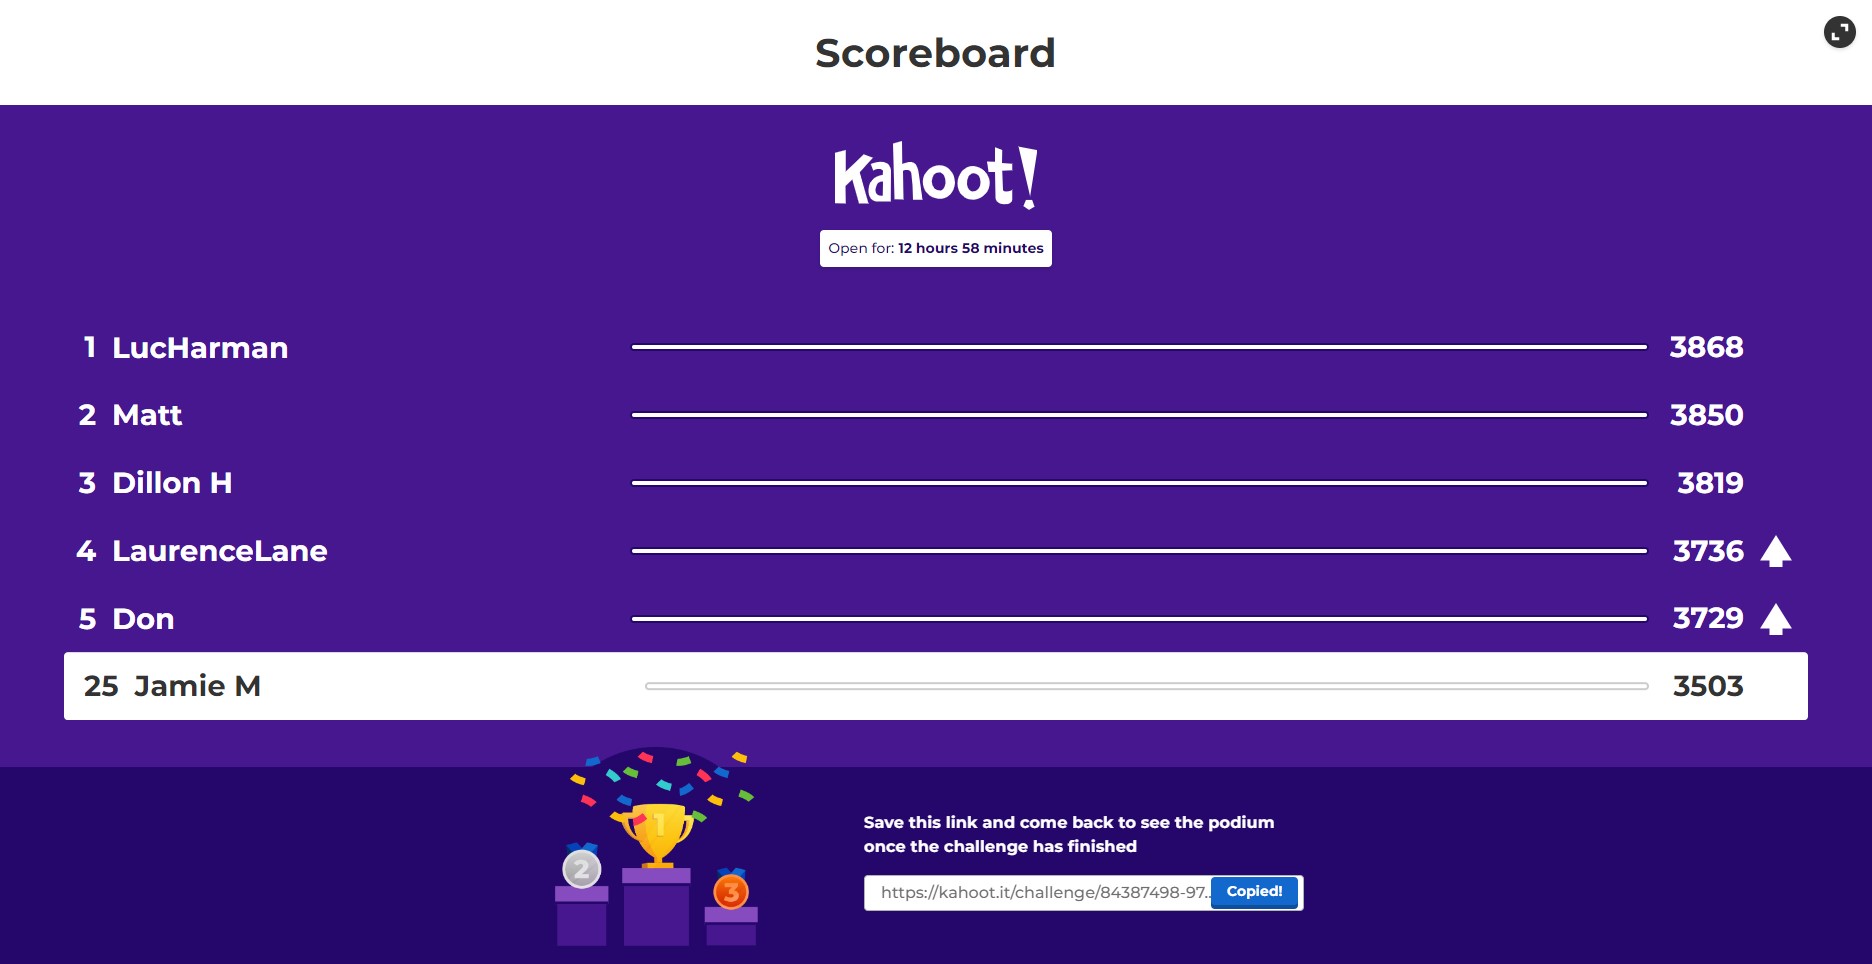 Scoreboard
Kahoot!
Open for: 12 hours 58 minutes
1 LucHarman 3868
2 Matt 3850
3 Dillon H 3819
4 LaurenceLane 3736
5 Don 3729
25 Jamie M 3503
1
2
3
Save this link and come back to see the podium
once the challenge has finished
https://kahoot.it/challenge/84387498-97... Copied!